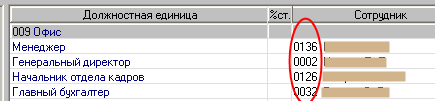 Должностная единица %ст. Сотрудник
009 Офис
Менеджер 0136
Генеральный директор 0002
Начальник отдела кадров 0126
Главный бухгалтер 0032